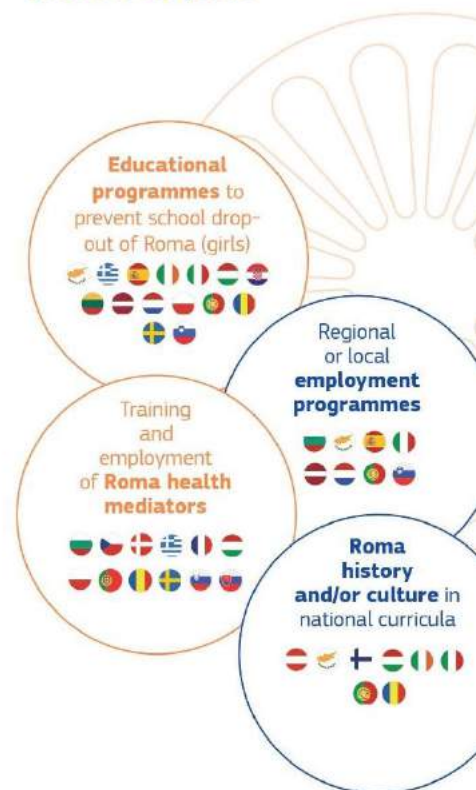 Educational
programmes to
prevent school drop-
out of Roma (girls)
Regional
or local
employment
programmes
Training
and
employment
of Roma health
mediators
Roma
history
and/or culture in
national curricula